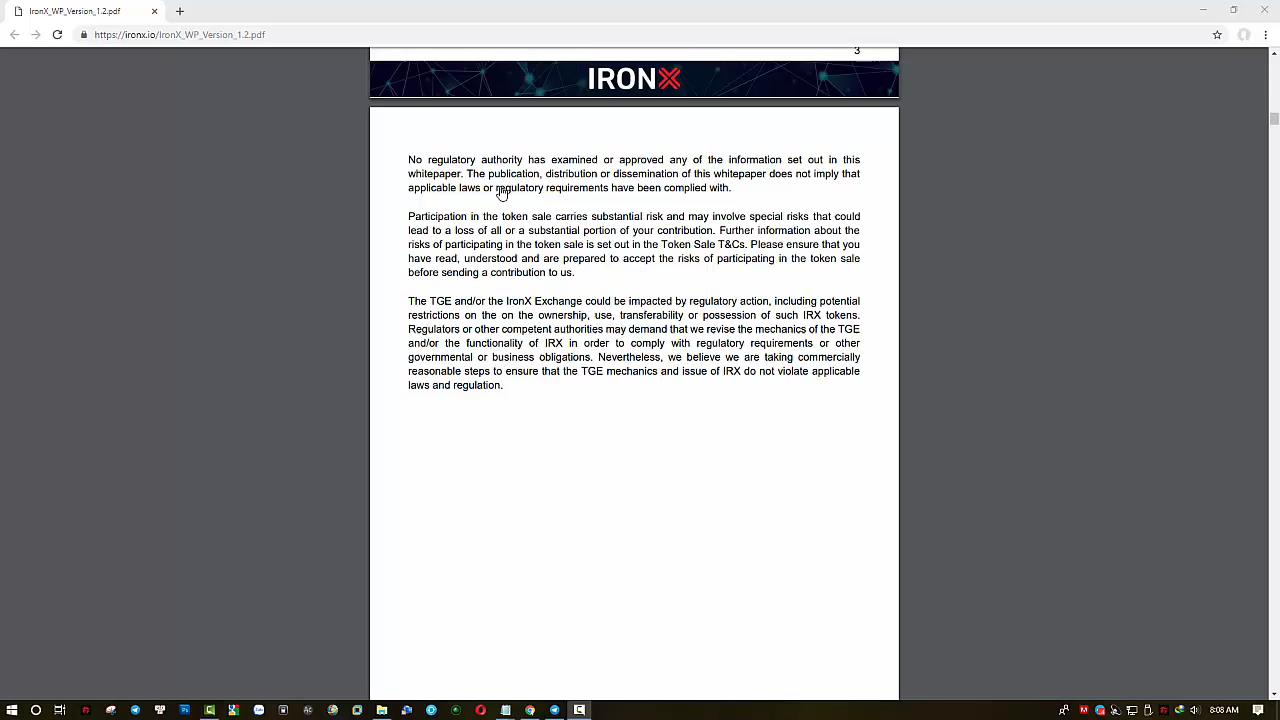 IronX_WP_Version_1.2.pdf
https://ironx.io/IronX_WP_Version_1.2.pdf
3
IRONX
No regulatory authority has examined or approved any of the information set out in this
whitepaper. The publication, distribution or dissemination of this whitepaper does not imply that
applicable laws or regulatory requirements have been complied with.
Participation in the token sale carries substantial risk and may involve special risks that could
lead to a loss of all or a substantial portion of your contribution. Further information about the
risks of participating in the token sale is set out in the Token Sale T&Cs. Please ensure that you
have read, understood and are prepared to accept the risks of participating in the token sale
before sending a contribution to us.
The TGE and/or the IronX Exchange could be impacted by regulatory action, including potential
restrictions on the on the ownership, use, transferability or possession of such IRX tokens.
Regulators or other competent authorities may demand that we revise the mechanics of the TGE
and/or the functionality of IRX in order to comply with regulatory requirements or other
governmental or business obligations. Nevertheless, we believe we are taking commercially
reasonable steps to ensure that the TGE mechanics and issue of IRX do not violate applicable
laws and regulation.
8:08 AM